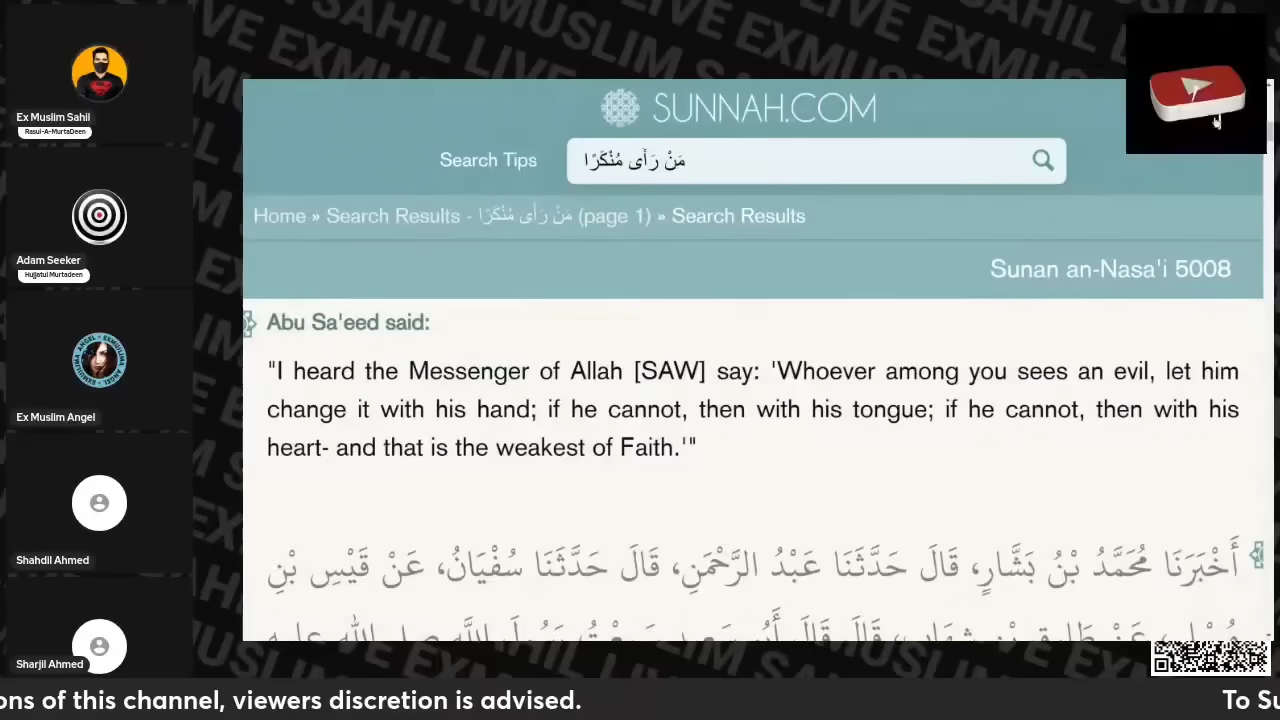 Ex Muslim Sahil
Rasul-A-MurtaDeen
Adam Seeker
Hujjatul Murtadeen
Ex Muslim Angel
Shahdil Ahmed
Sharjil Ahmed
SUNNAH.COM
Search Tips
مَنْ رَأَى مُنْكَرًا
Home » Search Results - مَنْ رَأَى مُنْكَرًا (page 1) » Search Results
Sunan an-Nasa'i 5008
Abu Sa'eed said:
"I heard the Messenger of Allah [SAW] say: 'Whoever among you sees an evil, let him
change it with his hand; if he cannot, then with his tongue; if he cannot, then with his
heart- and that is the weakest of Faith.'"
أَخْبَرَنَا مُحَمَّدُ بْنُ بَشَّارٍ، قَالَ حَدَّثَنَا عَبْدُ الرَّحْمَنِ، قَالَ حَدَّثَنَا سُفْيَانُ، عَنْ قَيْسِ بْنِ
ons of this channel, viewers discretion is advised.
To Su